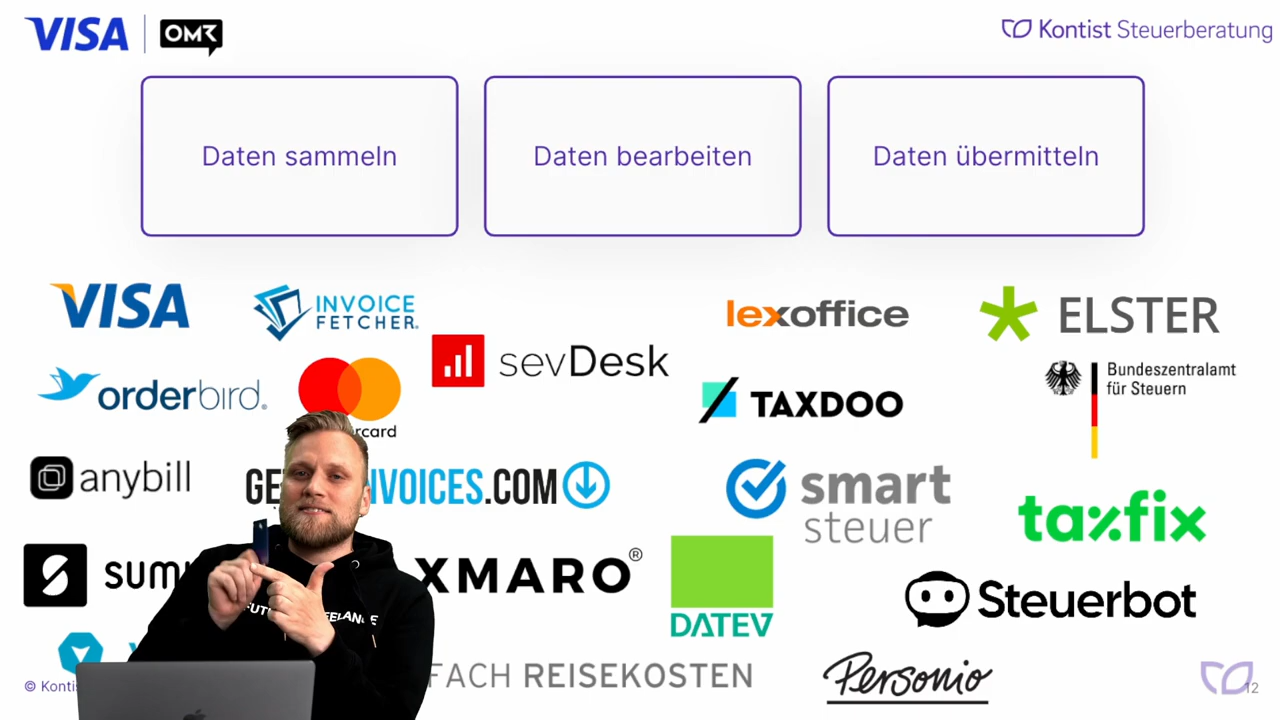 VISA
OMR
Kontist Steuerberatung
Daten sammeln
Daten bearbeiten
Daten übermitteln
VISA
INVOICE
FETCHER®
sevDesk
lexoffice
ELSTER
orderbird®
TAXDOO
Bundeszentralamt
für Steuern
anybill
.COM
smart
steuer
taxfix
XMARO®
DATEV
Steuerbot
FACH REISEKOSTEN
Personio
12